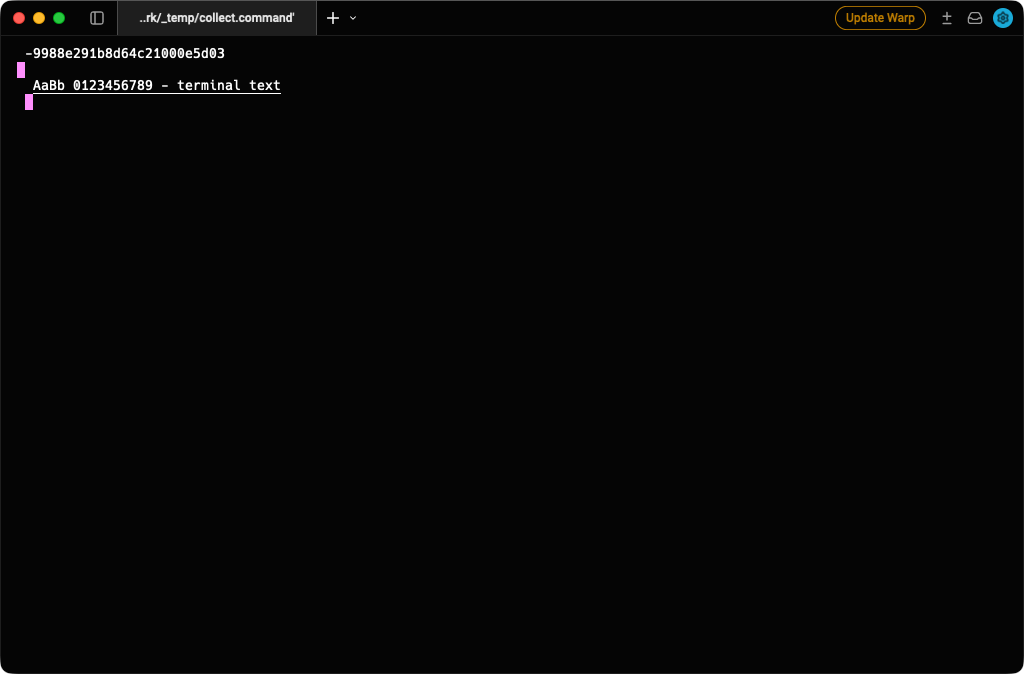 ..rk/_temp/collect.command'
Update Warp
-9988e291b8d64c21000e5d03
AaBb 0123456789 - terminal text